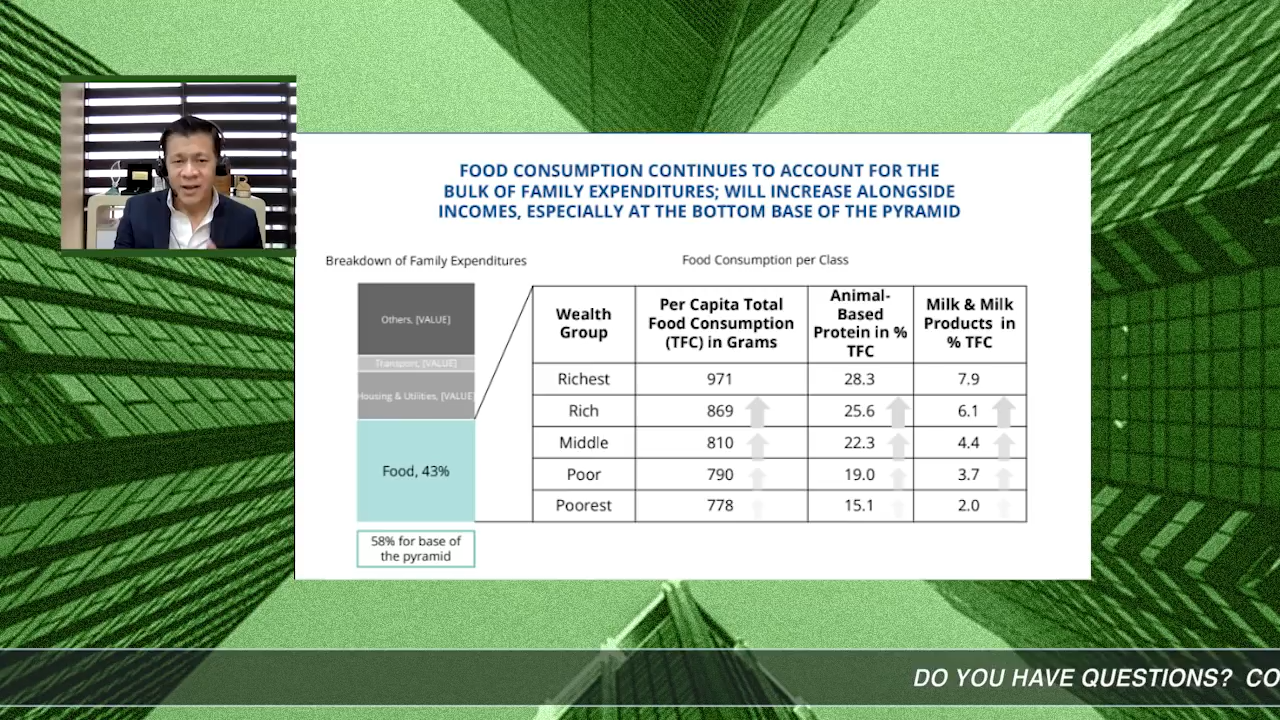 FOOD CONSUMPTION CONTINUES TO ACCOUNT FOR THE
BULK OF FAMILY EXPENDITURES; WILL INCREASE ALONGSIDE
INCOMES, ESPECIALLY AT THE BOTTOM BASE OF THE PYRAMID
Breakdown of Family Expenditures
Others, [VALUE]
Transport, [VALUE]
Housing & Utilities, [VALUE]
Food, 43%
58% for base of
the pyramid
Food Consumption per Class
Wealth
Group
Per Capita Total
Food Consumption
(TFC) in Grams
Animal-
Based
Protein in %
TFC
Milk & Milk
Products in
% TFC
Richest 971 28.3 7.9
Rich 869 25.6 6.1
Middle 810 22.3 4.4
Poor 790 19.0 3.7
Poorest 778 15.1 2.0
DO YOU HAVE QUESTIONS? CO